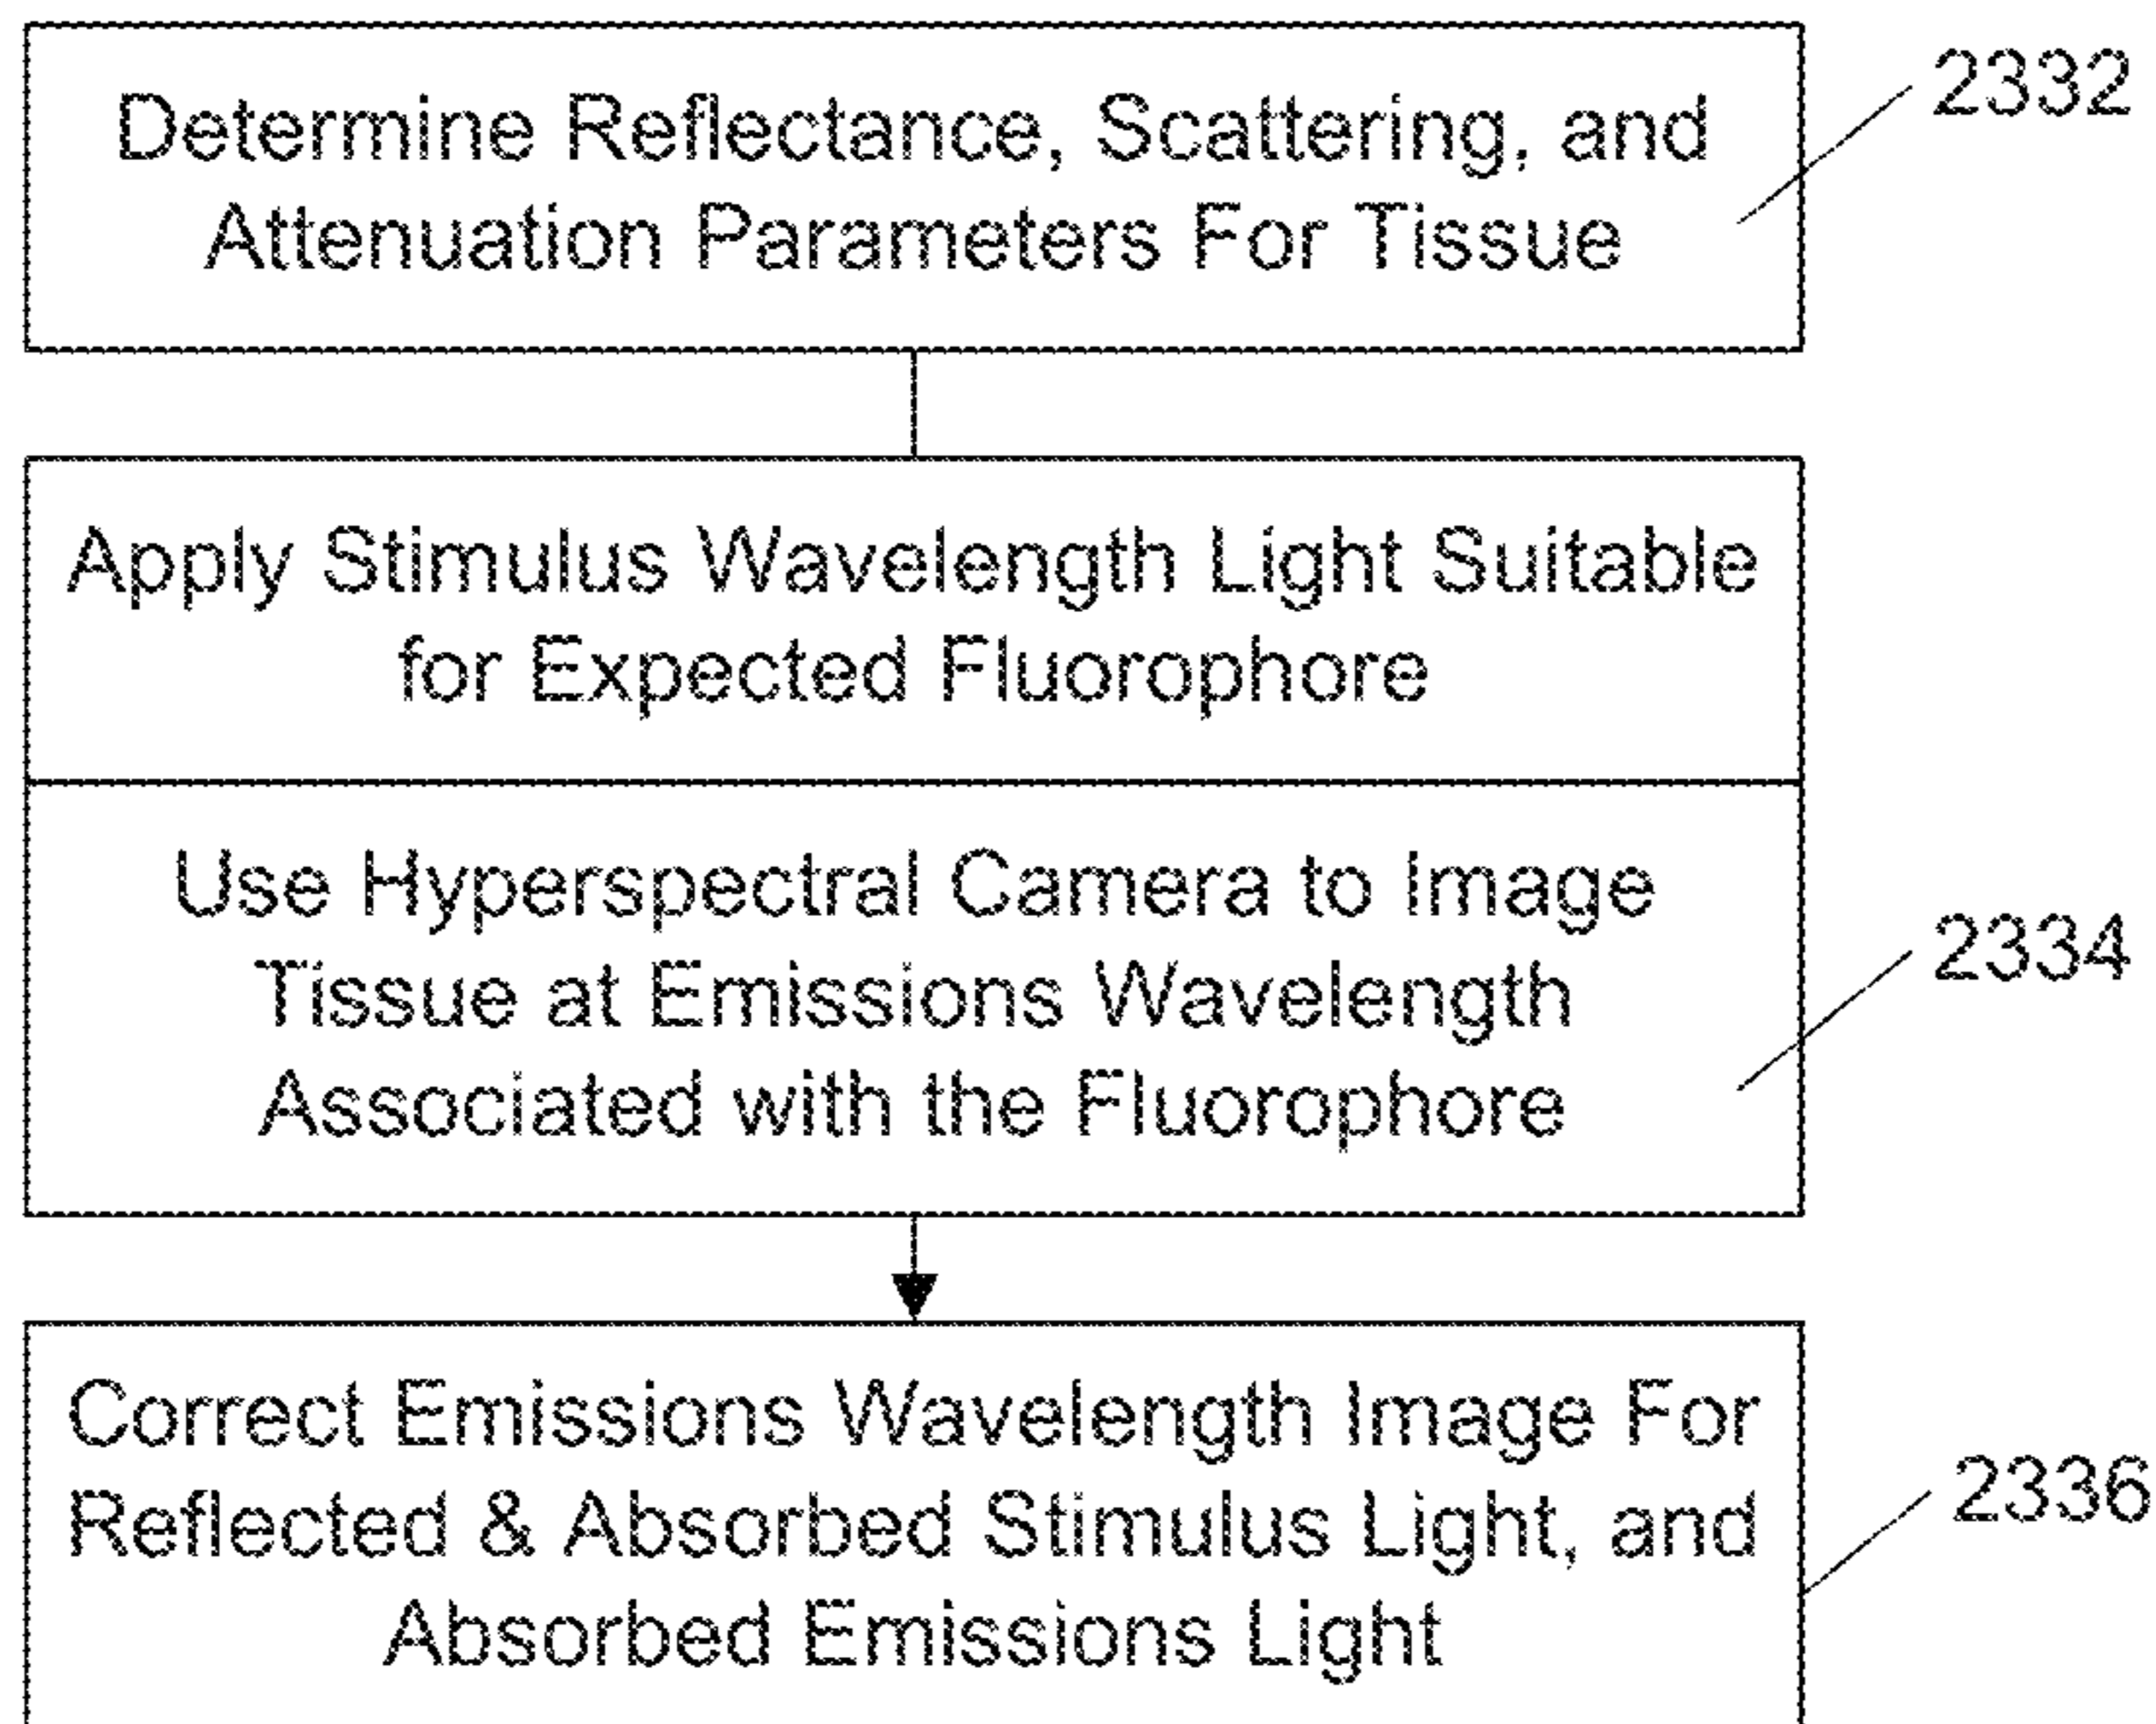 Determine Reflectance, Scattering, and
Attenuation Parameters For Tissue
2332
Apply Stimulus Wavelength Light Suitable
for Expected Fluorophore
Use Hyperspectral Camera to Image
Tissue at Emissions Wavelength
Associated with the Fluorophore
2334
Correct Emissions Wavelength Image For
Reflected & Absorbed Stimulus Light, and
Absorbed Emissions Light
2336